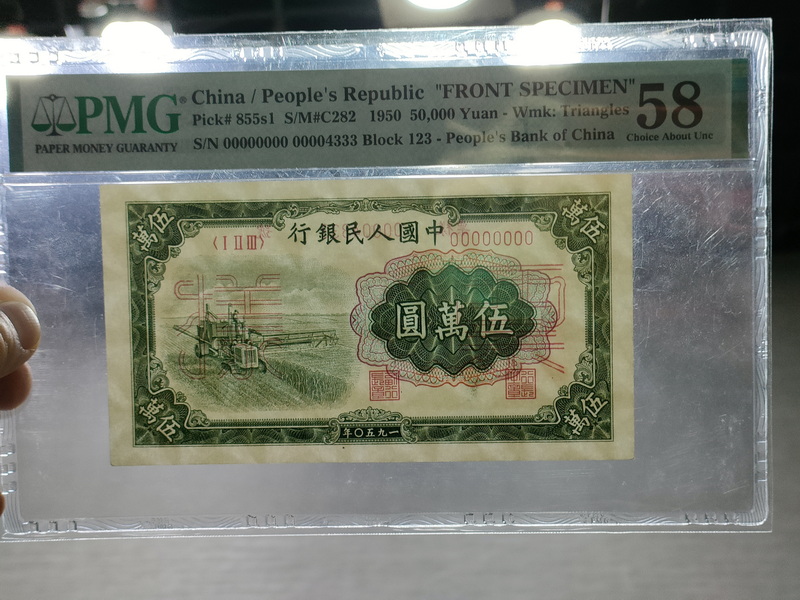 PMG
PAPER MONEY GUARANTY
China / People's Republic "FRONT SPECIMEN"
Pick# 855s1 S/M#C282 1950 50,000 Yuan - Wmk: Triangles
S/N 00000000 00004333 Block 123 - People's Bank of China
58
Choice About Unc
伍萬
伍萬
行銀民人國中
〈I II III〉
00000000
圓萬伍
年〇五九一
伍萬
伍萬